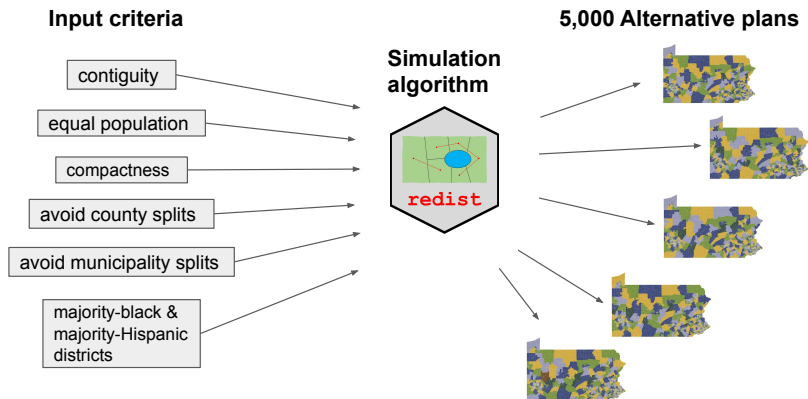 Input criteria
5,000 Alternative plans
Simulation
algorithm
contiguity
equal population
compactness
avoid county splits
avoid municipality splits
majority-black &
majority-Hispanic
districts
redist